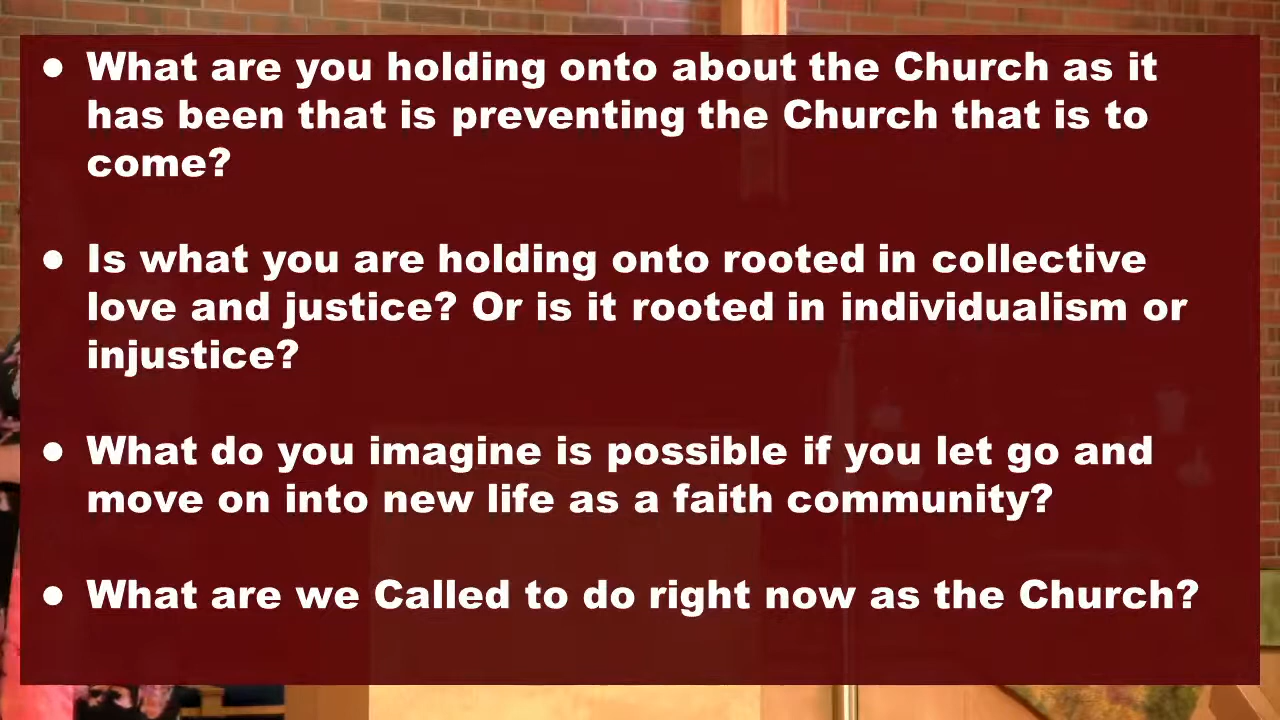 ● What are you holding onto about the Church as it
has been that is preventing the Church that is to
come?
● Is what you are holding onto rooted in collective
love and justice? Or is it rooted in individualism or
injustice?
● What do you imagine is possible if you let go and
move on into new life as a faith community?
● What are we Called to do right now as the Church?